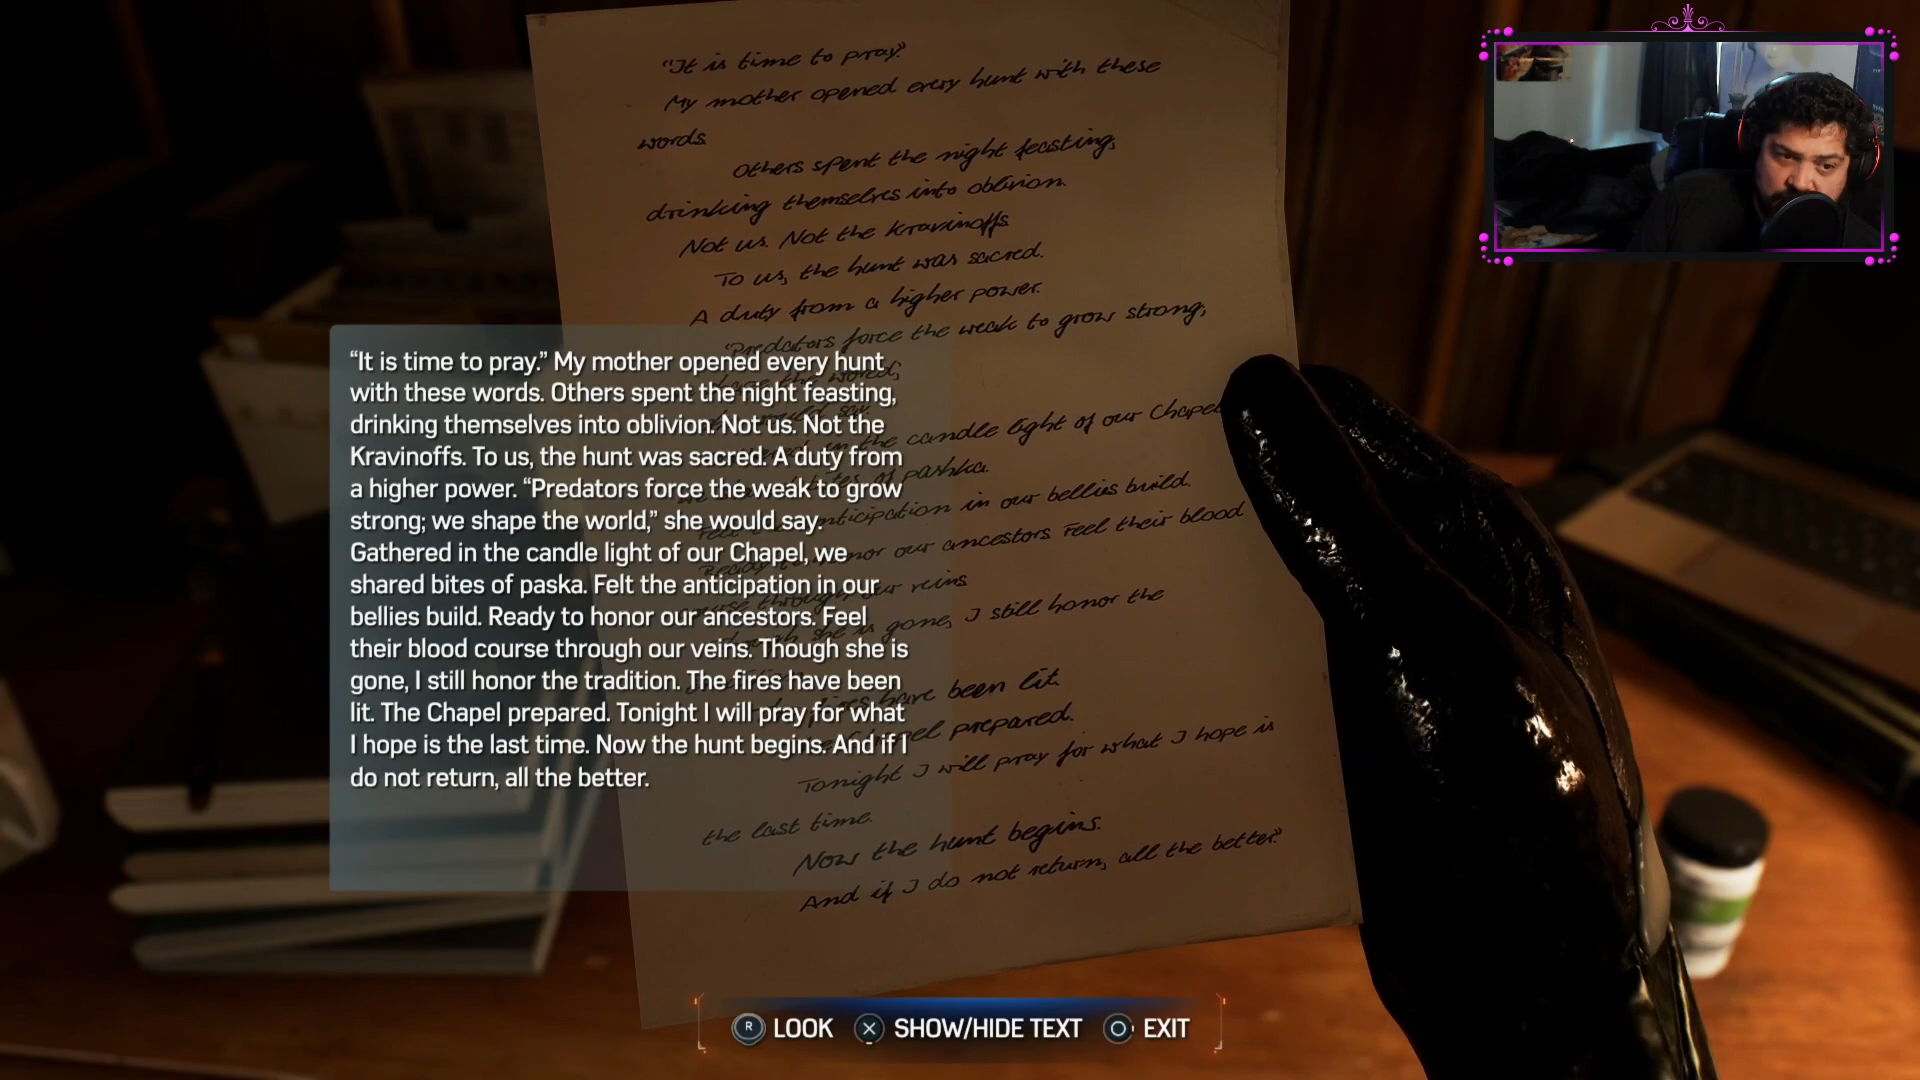 "It is time to pray"
My mother opened every hunt with these
words
Others spent the night feasting,
drinking themselves into oblivion.
Not us. Not the Kravinoffs
To us, the hunt was sacred.
A duty from a higher power.
"Predators force the weak to grow strong;
the candle light of our Chapel
of pashka.
anticipation in our bellies build.
honor our ancestors. Feel their blood
course through our veins
gone, I still honor the
have been lit.
prepared.
Tonight I will pray for what I hope is
the last time.
Now the hunt begins.
And if I do not return, all the better."
“It is time to pray.” My mother opened every hunt
with these words. Others spent the night feasting,
drinking themselves into oblivion. Not us. Not the
Kravinoffs. To us, the hunt was sacred. A duty from
a higher power. “Predators force the weak to grow
strong; we shape the world,” she would say.
Gathered in the candle light of our Chapel, we
shared bites of paska. Felt the anticipation in our
bellies build. Ready to honor our ancestors. Feel
their blood course through our veins. Though she is
gone, I still honor the tradition. The fires have been
lit. The Chapel prepared. Tonight I will pray for what
I hope is the last time. Now the hunt begins. And if I
do not return, all the better.
R LOOK SHOW/HIDE TEXT EXIT